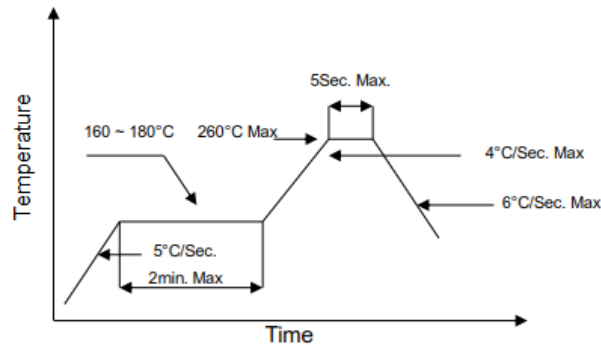 5Sec. Max.
160 ~ 180°C 260°C Max
4°C/Sec. Max
6°C/Sec. Max
5°C/Sec.
2min. Max
Temperature
Time